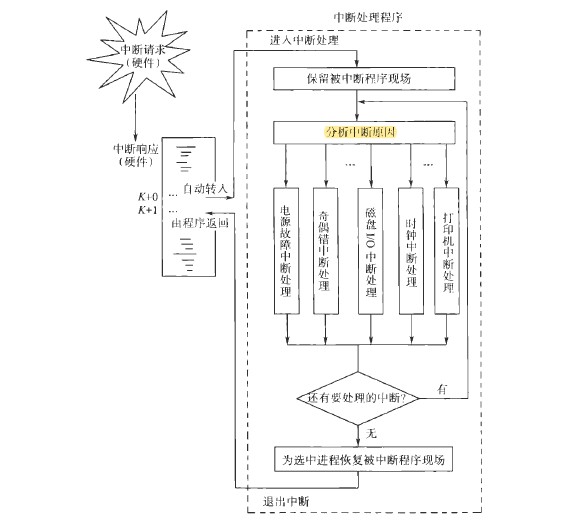 中断处理程序
中断请求
(硬件)
进入中断处理
保留被中断程序现场
分析中断原因
中断响应
(硬件)
自动转入
K+0 ...
K+1 ...
由程序返回
...
...
电源故障中断处理
奇偶错中断处理
磁盘I/O中断处理
时钟中断处理
打印机中断处理
还有要处理的中断?
有
无
为选中进程恢复被中断程序现场
退出中断